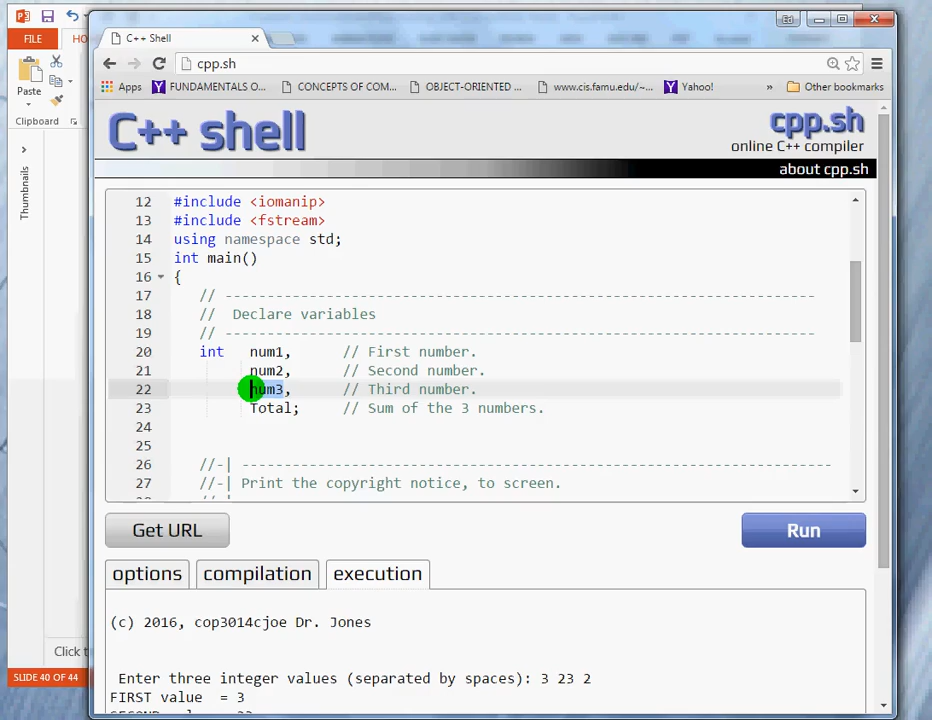 FILE
HO
Paste
Clipboard
Thumbnails
SLIDE 40 OF 44
Click t
Ed
C++ Shell
cpp.sh
Apps
FUNDAMENTALS O...
CONCEPTS OF COM...
OBJECT-ORIENTED ...
www.cis.famu.edu/~...
Yahoo!
»
Other bookmarks
C++ shell
cpp.sh
online C++ compiler
about cpp.sh
12 #include <iomanip>
13 #include <fstream>
14 using namespace std;
15 int main()
16 {
17 // ---------------------------------------------------------------------
18 // Declare variables
19 // ---------------------------------------------------------------------
20 int num1, // First number.
21 num2, // Second number.
22 num3, // Third number.
23 Total; // Sum of the 3 numbers.
24
25
26 //-| ---------------------------------------------------------------------
27 //-| Print the copyright notice, to screen.
Get URL
Run
options
compilation
execution
(c) 2016, cop3014cjoe Dr. Jones
Enter three integer values (separated by spaces): 3 23 2
FIRST value = 3